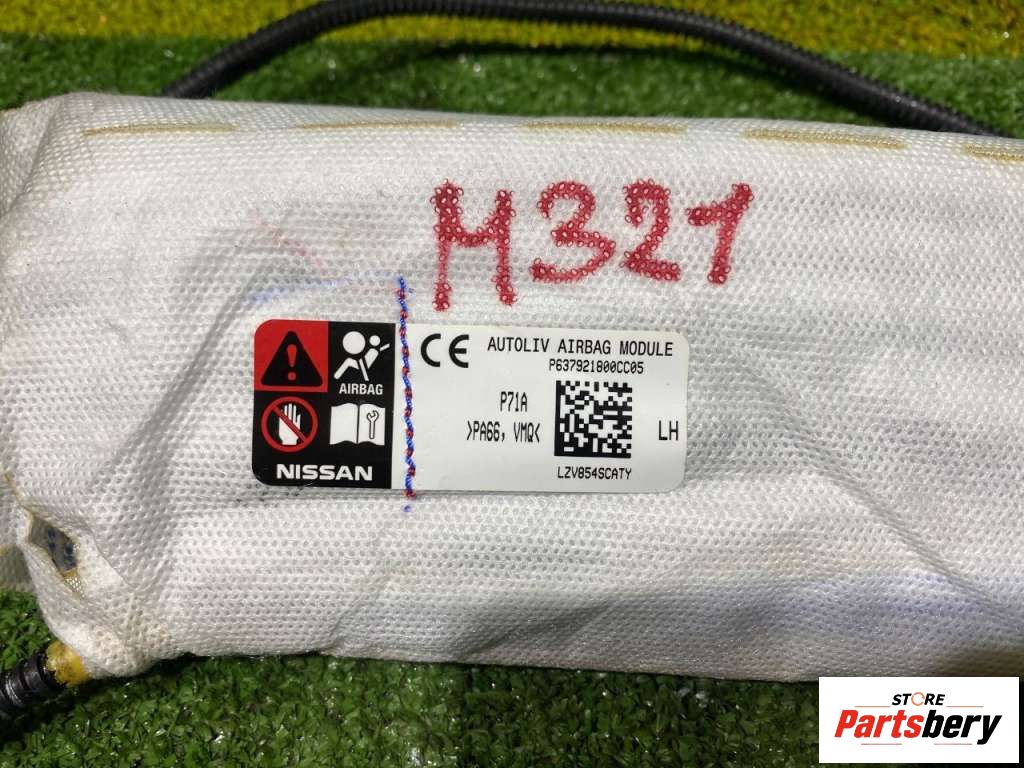 M321
AUTOLIV AIRBAG MODULE
P637921800CC05
AIRBAG
P71A
>PA66, VMQ<
LH
NISSAN
LZV854SCATY
STORE
Partsbery